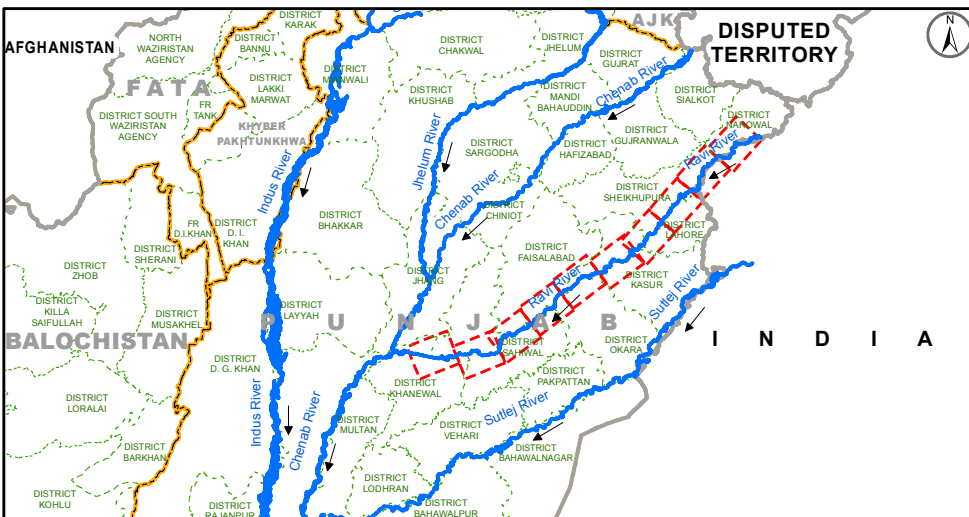 DISTRICT
KARAK
AJK
N
DISPUTED
TERRITORY
AFGHANISTAN
NORTH
WAZIRISTAN
AGENCY
DISTRICT
BANNU
DISTRICT
CHAKWAL
DISTRICT
JHELUM
DISTRICT
GUJRAT
DISTRICT
MIANWALI
FATA
DISTRICT
LAKKI
MARWAT
DISTRICT
KHUSHAB
DISTRICT
MANDI
BAHAUDDIN
Chenab River
DISTRICT
SIALKOT
FR
TANK
DISTRICT SOUTH
WAZIRISTAN
AGENCY
KHYBER
PAKHTUNKHWA
DISTRICT
NAROWAL
DISTRICT
GUJRANWALA
DISTRICT
HAFIZABAD
Ravi River
Indus River
Jhelum River
DISTRICT
SARGODHA
Chenab River
DISTRICT
SHEIKHUPURA
DISTRICT
CHINIOT
FR
D.I.KHAN
DISTRICT
D. I.
KHAN
DISTRICT
BHAKKAR
DISTRICT
LAHORE
DISTRICT
SHERANI
DISTRICT
FAISALABAD
DISTRICT
ZHOB
DISTRICT
JHANG
Ravi River
DISTRICT
KASUR
Sutlej River
DISTRICT
KILLA
SAIFULLAH
DISTRICT
MUSAKHEL
DISTRICT
LAYYAH
PUNJAB
BALOCHISTAN
DISTRICT
SAHIWAL
DISTRICT
OKARA
INDIA
DISTRICT
D. G. KHAN
DISTRICT
KHANEWAL
DISTRICT
PAKPATTAN
DISTRICT
LORALAI
Indus River
Chenab River
DISTRICT
MULTAN
Sutlej River
DISTRICT
VEHARI
DISTRICT
BARKHAN
DISTRICT
BAHAWALNAGAR
DISTRICT
LODHRAN
DISTRICT
KOHLU
DISTRICT
RAJANPUR
DISTRICT
BAHAWALPUR